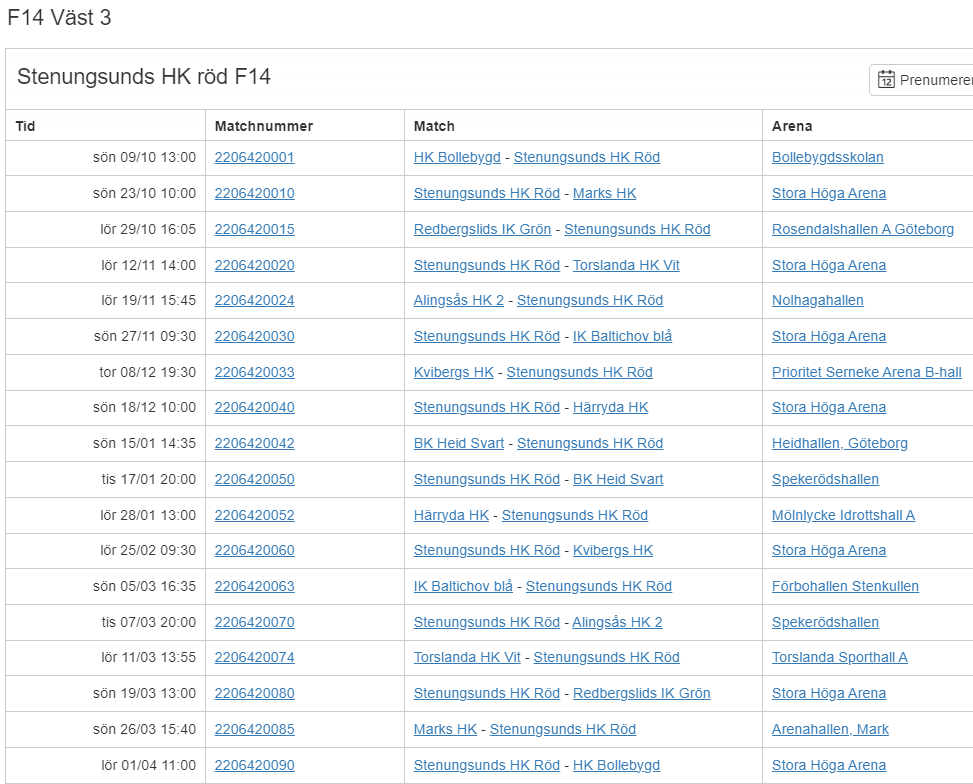 F14 Väst 3
Stenungsunds HK röd F14
12 Prenumerer
Tid Matchnummer Match Arena
sön 09/10 13:00 2206420001 HK Bollebygd - Stenungsunds HK Röd Bollebygdsskolan
sön 23/10 10:00 2206420010 Stenungsunds HK Röd - Marks HK Stora Höga Arena
lör 29/10 16:05 2206420015 Redbergslids IK Grön - Stenungsunds HK Röd Rosendalshallen A Göteborg
lör 12/11 14:00 2206420020 Stenungsunds HK Röd - Torslanda HK Vit Stora Höga Arena
lör 19/11 15:45 2206420024 Alingsås HK 2 - Stenungsunds HK Röd Nolhagahallen
sön 27/11 09:30 2206420030 Stenungsunds HK Röd - IK Baltichov blå Stora Höga Arena
tor 08/12 19:30 2206420033 Kvibergs HK - Stenungsunds HK Röd Prioritet Serneke Arena B-hall
sön 18/12 10:00 2206420040 Stenungsunds HK Röd - Härryda HK Stora Höga Arena
sön 15/01 14:35 2206420042 BK Heid Svart - Stenungsunds HK Röd Heidhallen, Göteborg
tis 17/01 20:00 2206420050 Stenungsunds HK Röd - BK Heid Svart Spekerödshallen
lör 28/01 13:00 2206420052 Härryda HK - Stenungsunds HK Röd Mölnlycke Idrottshall A
lör 25/02 09:30 2206420060 Stenungsunds HK Röd - Kvibergs HK Stora Höga Arena
sön 05/03 16:35 2206420063 IK Baltichov blå - Stenungsunds HK Röd Förbohallen Stenkullen
tis 07/03 20:00 2206420070 Stenungsunds HK Röd - Alingsås HK 2 Spekerödshallen
lör 11/03 13:55 2206420074 Torslanda HK Vit - Stenungsunds HK Röd Torslanda Sporthall A
sön 19/03 13:00 2206420080 Stenungsunds HK Röd - Redbergslids IK Grön Stora Höga Arena
sön 26/03 15:40 2206420085 Marks HK - Stenungsunds HK Röd Arenahallen, Mark
lör 01/04 11:00 2206420090 Stenungsunds HK Röd - HK Bollebygd Stora Höga Arena